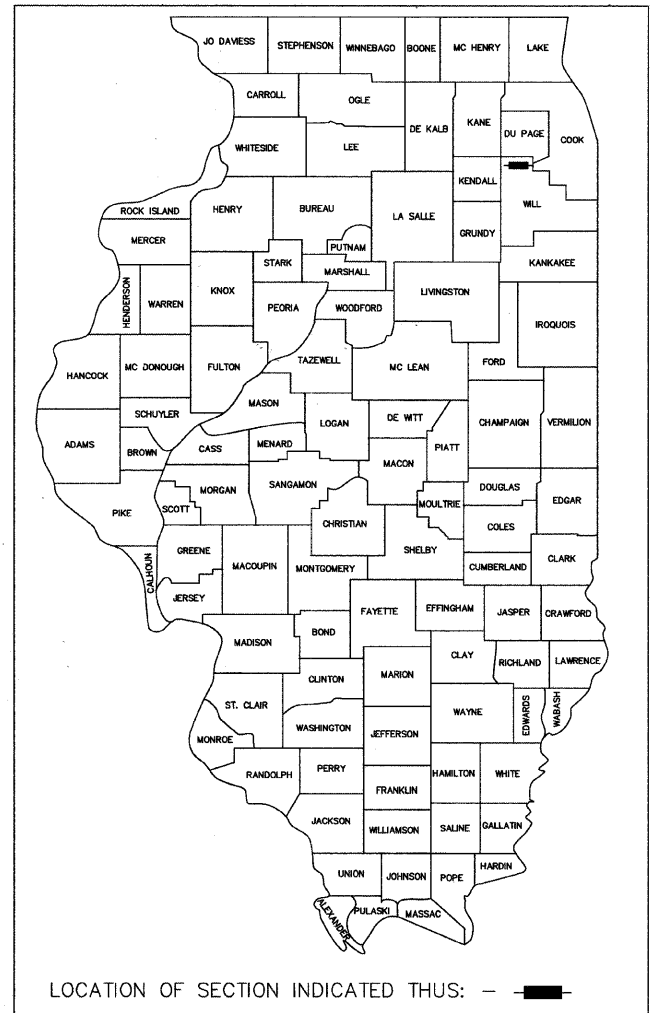 JO DAVIESS STEPHENSON WINNEBAGO BOONE MC HENRY LAKE
CARROLL OGLE DE KALB KANE DU PAGE COOK
WHITESIDE LEE
KENDALL WILL
ROCK ISLAND HENRY BUREAU LA SALLE GRUNDY
MERCER PUTNAM
STARK MARSHALL KANKAKEE
HENDERSON WARREN KNOX PEORIA WOODFORD LIVINGSTON IROQUOIS
HANCOCK MC DONOUGH FULTON TAZEWELL MC LEAN FORD
MASON
SCHUYLER LOGAN DE WITT CHAMPAIGN VERMILION
ADAMS BROWN CASS MENARD MACON PIATT
MORGAN SANGAMON DOUGLAS EDGAR
PIKE SCOTT CHRISTIAN MOULTRIE COLES
GREENE MACOUPIN MONTGOMERY SHELBY CUMBERLAND CLARK
CALHOUN JERSEY
FAYETTE EFFINGHAM JASPER CRAWFORD
MADISON BOND
CLAY RICHLAND LAWRENCE
CLINTON MARION
ST. CLAIR WAYNE EDWARDS WABASH
WASHINGTON JEFFERSON
MONROE
RANDOLPH PERRY HAMILTON WHITE
FRANKLIN
JACKSON WILLIAMSON SALINE GALLATIN
UNION JOHNSON POPE HARDIN
ALEXANDER PULASKI MASSAC
LOCATION OF SECTION INDICATED THUS: –